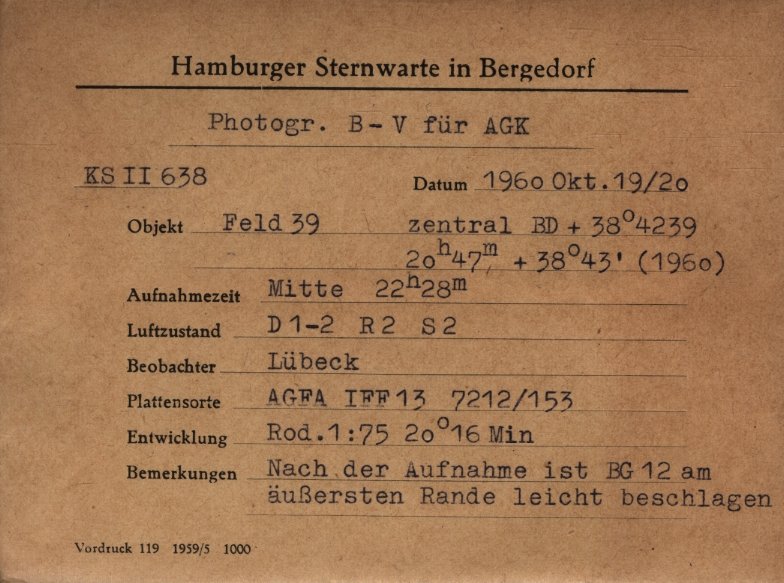 Hamburger Sternwarte in Bergedorf
Photogr. B-V für AGK
KS II 638 Datum 1960 Okt.19/20
Objekt Feld 39 zentral BD + 38°4239
20h47m, + 38°43' (1960)
Aufnahmezeit Mitte 22h28m
Luftzustand D 1-2 R 2 S 2
Beobachter Lübeck
Plattensorte AGFA IFF 13 7212/153
Entwicklung Rod.1:75 20°16 Min
Bemerkungen Nach der Aufnahme ist BG 12 am
äußersten Rande leicht beschlagen
Vordruck 119 1959/5 1000